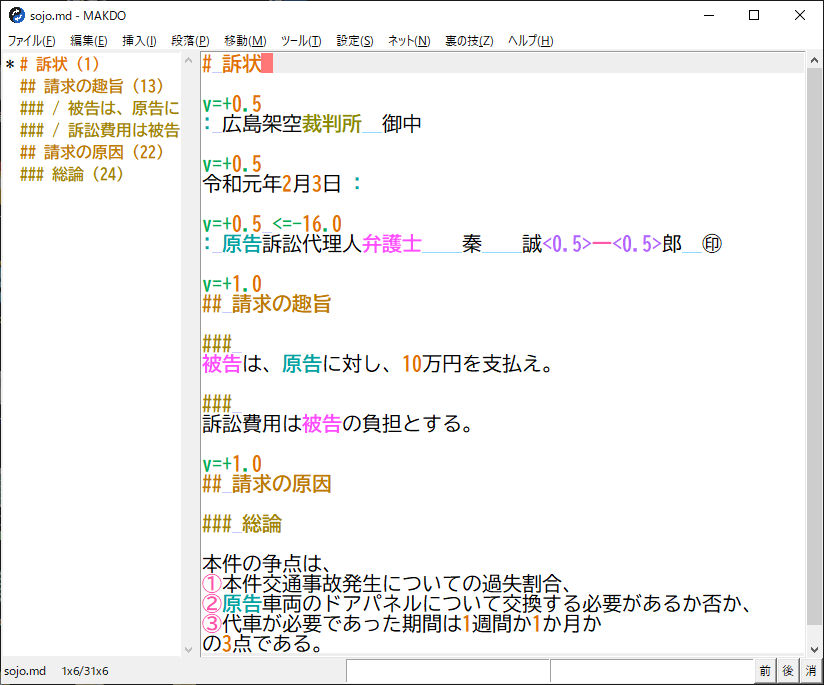 sojo.md - MAKDO
ファイル(F) 編集(E) 挿入(I) 段落(P) 移動(M) ツール(T) 設定(S) ネット(N) 裏の技(Z) ヘルプ(H)
* # 訴状 (1)
## 請求の趣旨 (13)
### / 被告は、原告に
### / 訴訟費用は被告
## 請求の原因 (22)
### 総論 (24)
# 訴状
v=+0.5
: 広島架空裁判所__御中
v=+0.5
令和元年2月3日 :
v=+0.5 <=-16.0
: 原告訴訟代理人弁護士____秦____誠<0.5>一<0.5>郎__㊞
v=+1.0
## 請求の趣旨
###
被告は、原告に対し、10万円を支払え。
###
訴訟費用は被告の負担とする。
v=+1.0
## 請求の原因
### 総論
本件の争点は、
①本件交通事故発生についての過失割合、
②原告車両のドアパネルについて交換する必要があるか否か、
③代車が必要であった期間は1週間か1か月か
の3点である。
sojo.md 1x6/31x6
前 後 消